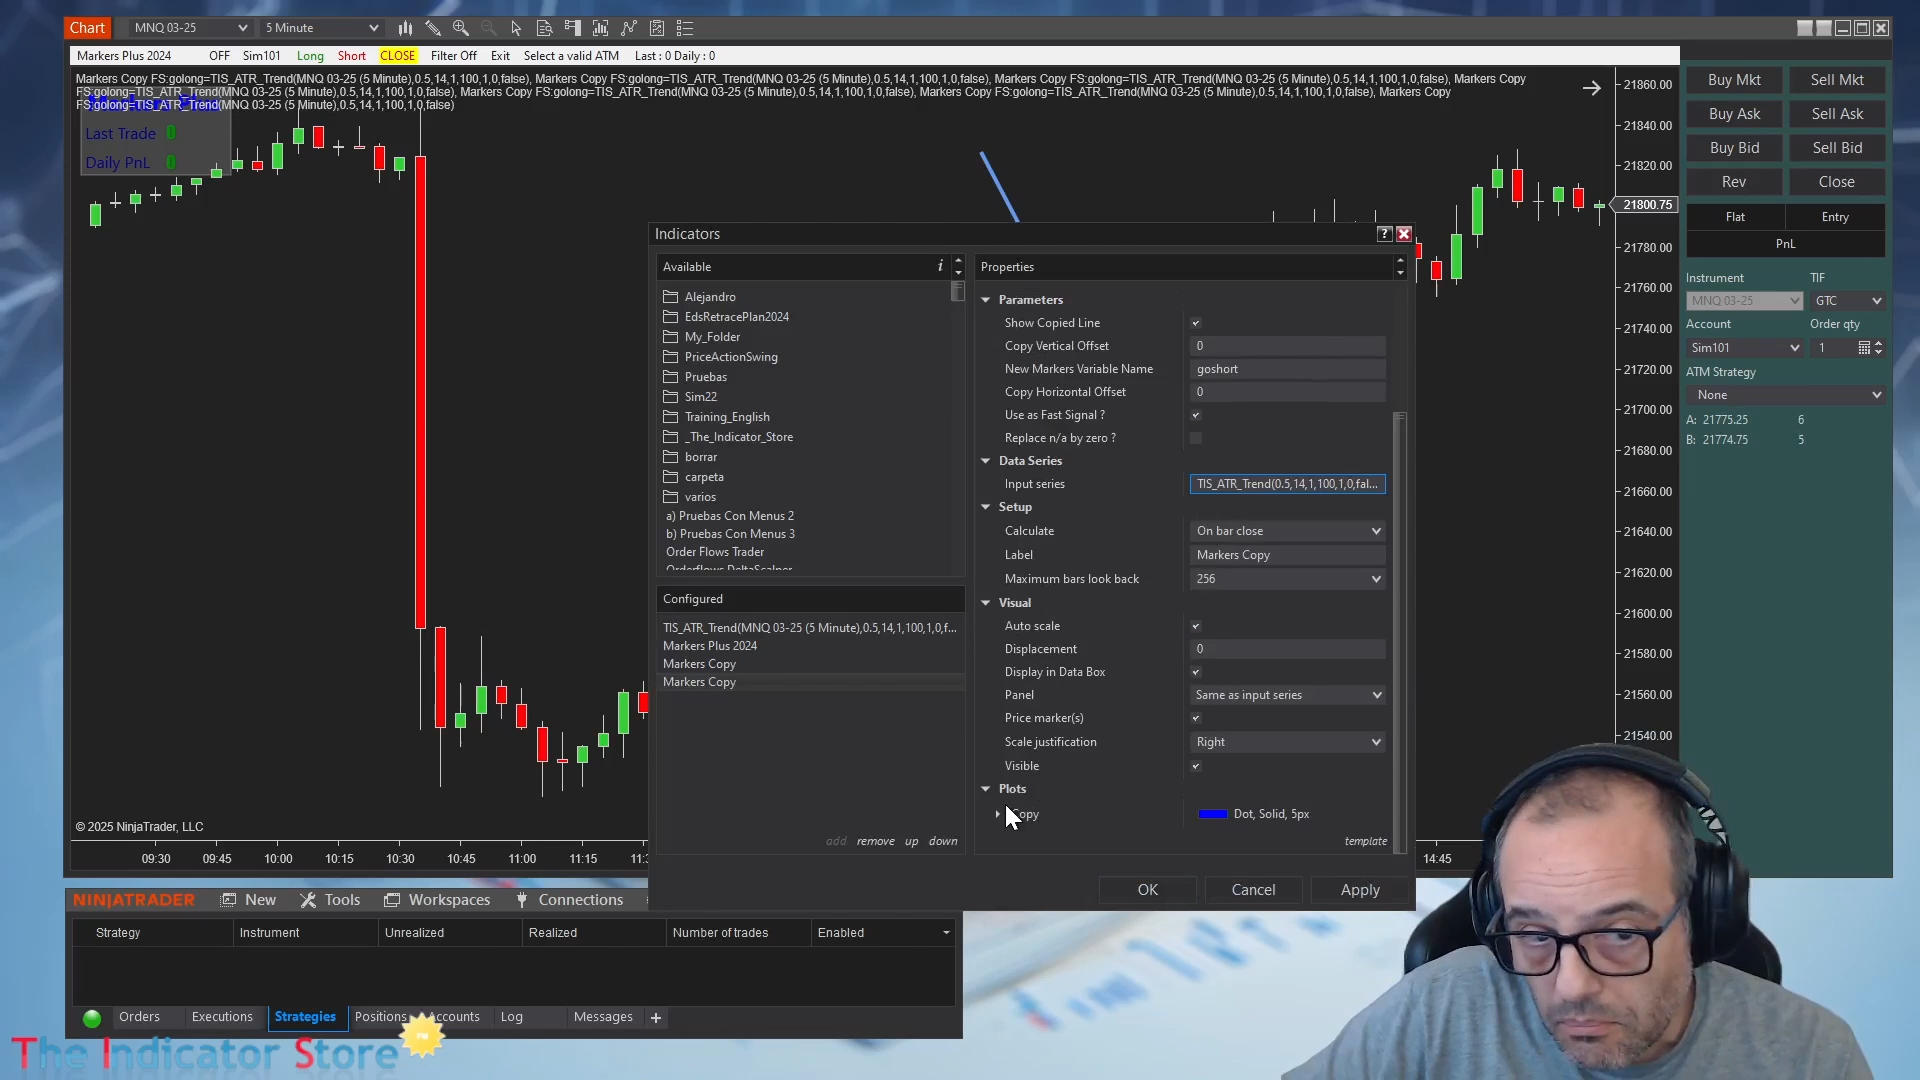 Chart MNQ 03-25 5 Minute
Markers Plus 2024 OFF Sim101 Long Short CLOSE Filter Off Exit Select a valid ATM Last : 0 Daily : 0
Markers Copy FS:golong=TIS_ATR_Trend(MNQ 03-25 (5 Minute),0.5,14,1,100,1,0,false), Markers Copy FS:golong=TIS_ATR_Trend(MNQ 03-25 (5 Minute),0.5,14,1,100,1,0,false), Markers Copy FS:golong=TIS_ATR_Trend(MNQ 03-25 (5 Minute),0.5,14,1,100,1,0,false), Markers Copy
FS:golong=TIS_ATR_Trend(MNQ 03-25 (5 Minute),0.5,14,1,100,1,0,false), Markers Copy FS:golong=TIS_ATR_Trend(MNQ 03-25 (5 Minute),0.5,14,1,100,1,0,false), Markers Copy FS:golong=TIS_ATR_Trend(MNQ 03-25 (5 Minute),0.5,14,1,100,1,0,false), Markers Copy
FS:golong=TIS_ATR_Trend(MNQ 03-25 (5 Minute),0.5,14,1,100,1,0,false)
Last Trade 0
Daily PnL 0
21860.00
21840.00
21820.00
21800.75
21780.00
21760.00
21740.00
21720.00
21700.00
21680.00
21660.00
21640.00
21620.00
21600.00
21580.00
21560.00
21540.00
Buy Mkt Sell Mkt
Buy Ask Sell Ask
Buy Bid Sell Bid
Rev Close
Flat Entry
PnL
Instrument TIF
MNQ 03-25 GTC
Account Order qty
Sim101 1
ATM Strategy
None
A: 21775.25 6
B: 21774.75 5
Indicators ?
Available i
Alejandro
EdsRetracePlan2024
My_Folder
PriceActionSwing
Pruebas
Sim22
Training_English
_The_Indicator_Store
borrar
carpeta
varios
a) Pruebas Con Menus 2
b) Pruebas Con Menus 3
Order Flows Trader
Orderflows DeltaScalper
Configured
TIS_ATR_Trend(MNQ 03-25 (5 Minute),0.5,14,1,100,1,0,f...
Markers Plus 2024
Markers Copy
Markers Copy
add remove up down
Properties
Parameters
Show Copied Line
Copy Vertical Offset 0
New Markers Variable Name goshort
Copy Horizontal Offset 0
Use as Fast Signal ?
Replace n/a by zero ?
Data Series
Input series TIS_ATR_Trend(0.5,14,1,100,1,0,fal...
Setup
Calculate On bar close
Label Markers Copy
Maximum bars look back 256
Visual
Auto scale
Displacement 0
Display in Data Box
Panel Same as input series
Price marker(s)
Scale justification Right
Visible
Plots
Copy Dot, Solid, 5px
template
OK Cancel Apply
© 2025 NinjaTrader, LLC
09:30 09:45 10:00 10:15 10:30 10:45 11:00 11:15 11:3 14:45
NINJATRADER New Tools Workspaces Connections
Strategy Instrument Unrealized Realized Number of trades Enabled
Orders Executions Strategies Positions Accounts Log Messages +
The Indicator Store